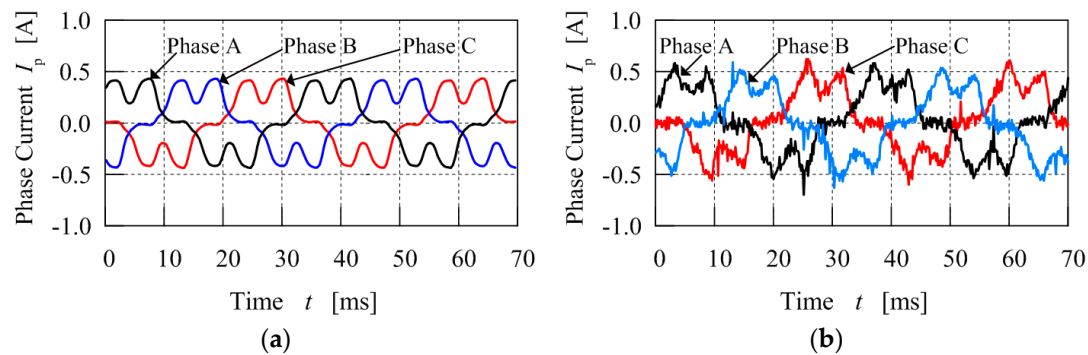 Phase Current Ip [A]
1.0
0.5
0.0
-0.5
-1.0
Phase A
Phase B
Phase C
0 10 20 30 40 50 60 70
Time t [ms]
(a)
Phase Current Ip [A]
1.0
0.5
0.0
-0.5
-1.0
Phase A
Phase B
Phase C
0 10 20 30 40 50 60 70
Time t [ms]
(b)